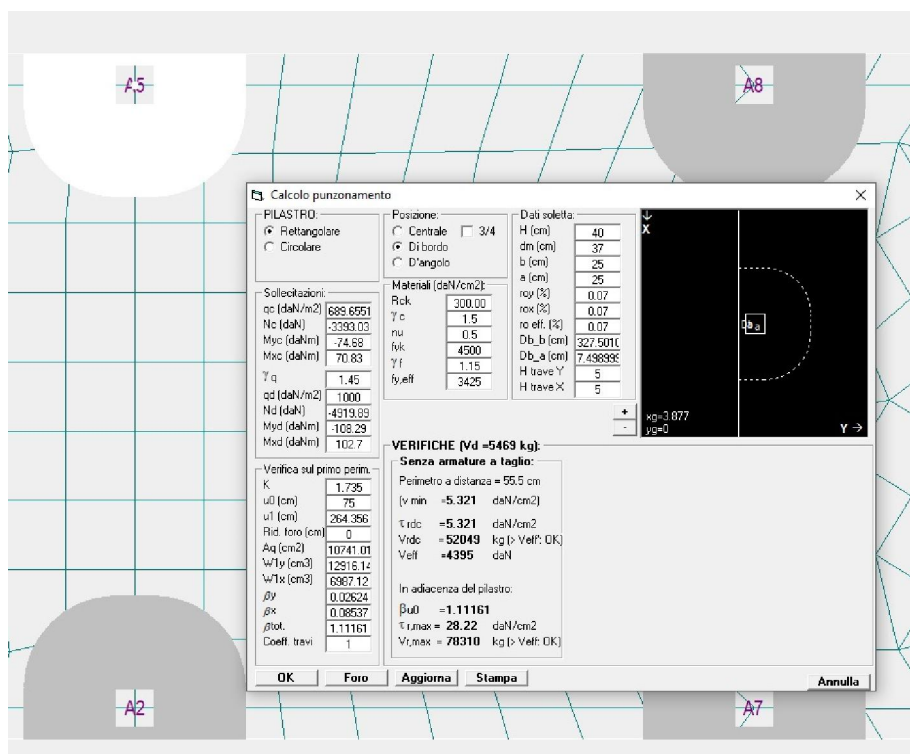 A5
A8
Calcolo punzonamento
PILASTRO:
Rettangolare
Circolare
Posizione:
Centrale 3/4
Di bordo
D'angolo
Dati soletta:
H (cm) 40
dm (cm) 37
b (cm) 25
a (cm) 25
roy (%) 0.07
rox (%) 0.07
ro eff. (%) 0.07
Db_b (cm) 327.501(
Db_a (cm) 7.498999
H trave Y 5
H trave X 5
Sollecitazioni:
qc (daN/m2) 689.6551
Nc (daN) -3393.03
Myc (daNm) -74.68
Mxc (daNm) 70.83
γ q 1.45
qd (daN/m2) 1000
Nd (daN) -4919.89
Myd (daNm) -108.29
Mxd (daNm) 102.7
Materiali (daN/cm2):
Rck 300.00
γ c 1.5
nu 0.5
fyk 4500
γ f 1.15
fy,eff 3425
+
-
X
Db a
xg=3.877
yg=0
Y →
Verifica sul primo perim.
K 1.735
u0 (cm) 75
u1 (cm) 264.356
Rid. foro (cm) 0
Aq (cm2) 10741.01
W1y (cm3) 12916.14
W1x (cm3) 6987.12
βy 0.02624
βx 0.08537
βtot. 1.11161
Coeff. travi 1
VERIFICHE (Vd =5469 kg):
Senza armature a taglio:
Perimetro a distanza = 55.5 cm
(v min =5.321 daN/cm2)
τ rdc =5.321 daN/cm2
Vrdc =52049 kg (> Veff: OK)
Veff =4395 daN
In adiacenza del pilastro:
βu0 =1.11161
τ r,max = 28.22 daN/cm2
Vr,max = 78310 kg (> Veff: OK)
OK Foro Aggiorna Stampa Annulla
A2
A7